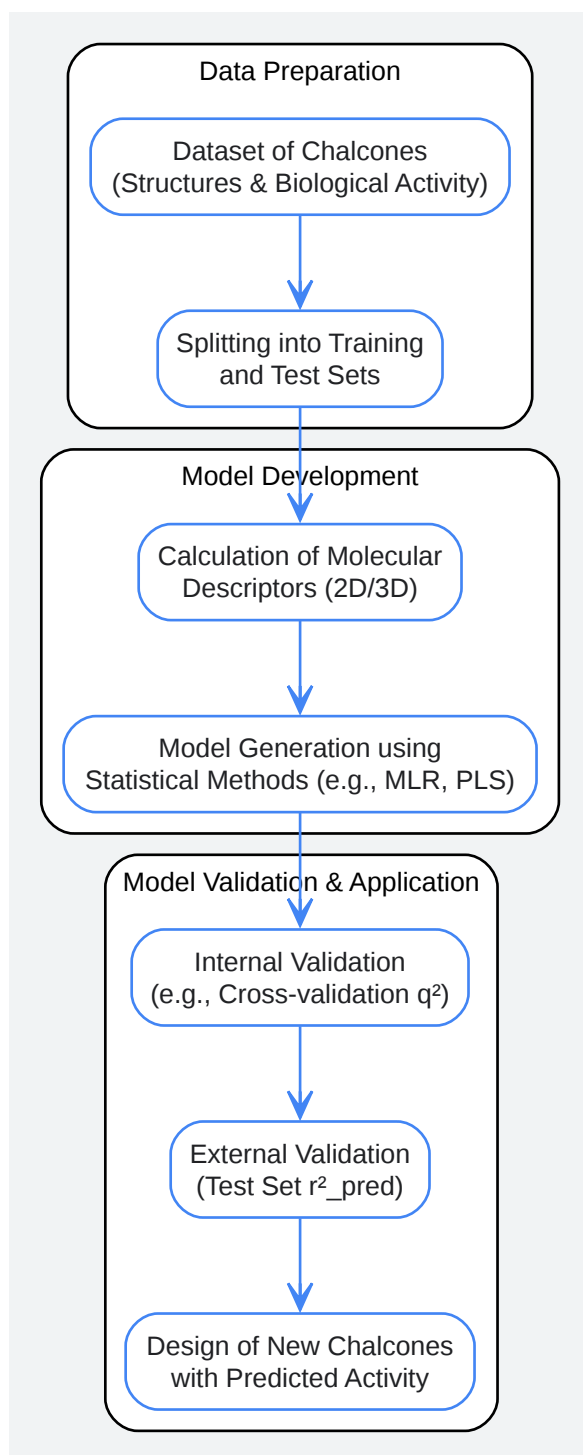 Data Preparation
Dataset of Chalcones
(Structures & Biological Activity)
Splitting into Training
and Test Sets
Model Development
Calculation of Molecular
Descriptors (2D/3D)
Model Generation using
Statistical Methods (e.g., MLR, PLS)
Model Validation & Application
Internal Validation
(e.g., Cross-validation q²)
External Validation
(Test Set r²_pred)
Design of New Chalcones
with Predicted Activity